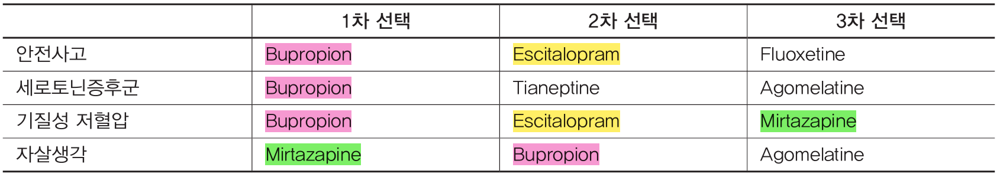 1차 선택 2차 선택 3차 선택
안전사고 Bupropion Escitalopram Fluoxetine
세로토닌증후군 Bupropion Tianeptine Agomelatine
기질성 저혈압 Bupropion Escitalopram Mirtazapine
자살생각 Mirtazapine Bupropion Agomelatine